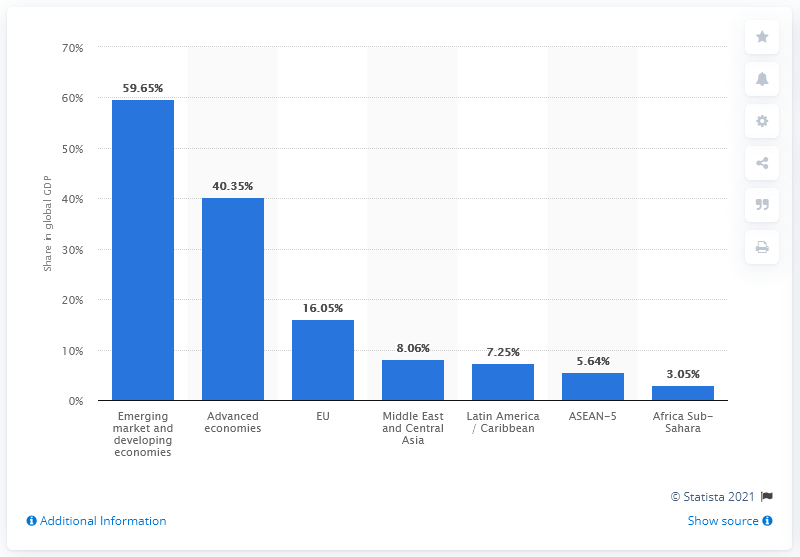 70%
60%
50%
40%
30%
20%
10%
0%
Share in global GDP
59.65%
40.35%
16.05%
8.06%
7.25%
5.64%
3.05%
Emerging
market and
developing
economies
Advanced
economies
EU
Middle East
and Central
Asia
Latin America
/ Caribbean
ASEAN-5
Africa Sub-
Sahara
© Statista 2021
Additional Information
Show source